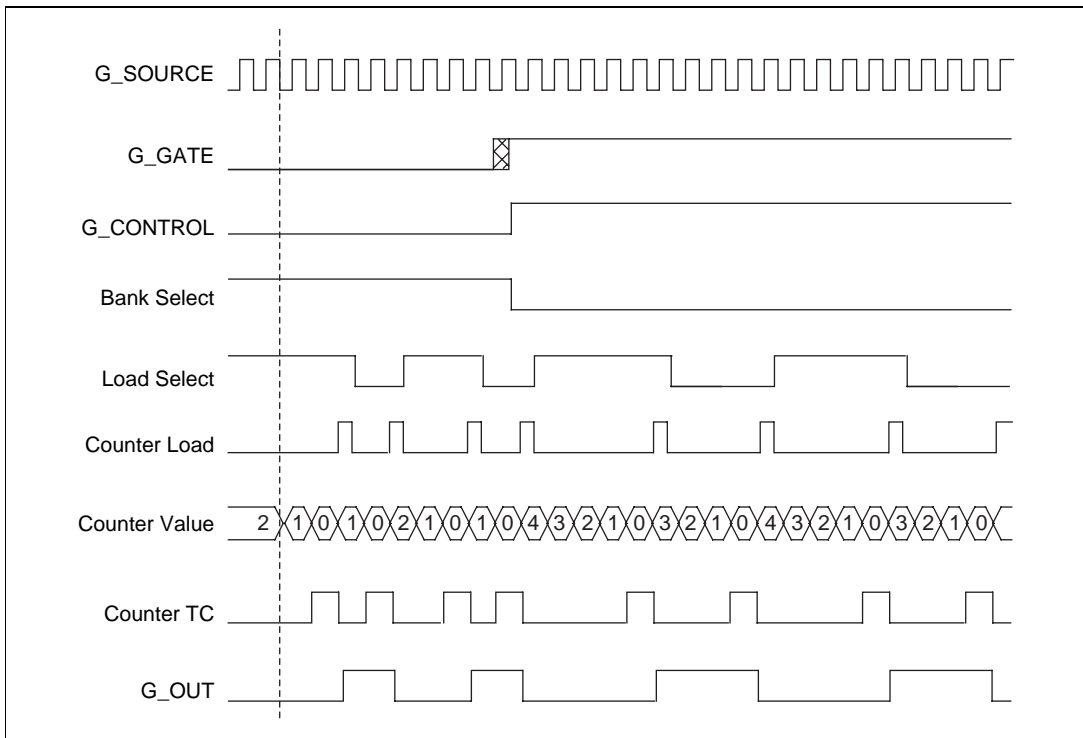 G_SOURCE
G_GATE
G_CONTROL
Bank Select
Load Select
Counter Load
Counter Value 2 1 0 1 0 2 1 0 1 0 4 3 2 1 0 3 2 1 0 4 3 2 1 0 3 2 1 0
Counter TC
G_OUT